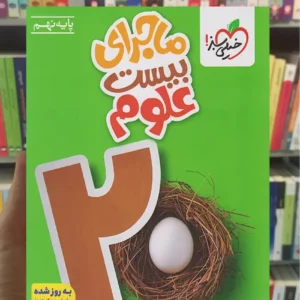 پایه نهم
خیلی سبز!
ماجرای
بیست
علوم
۲۰
به روز شده